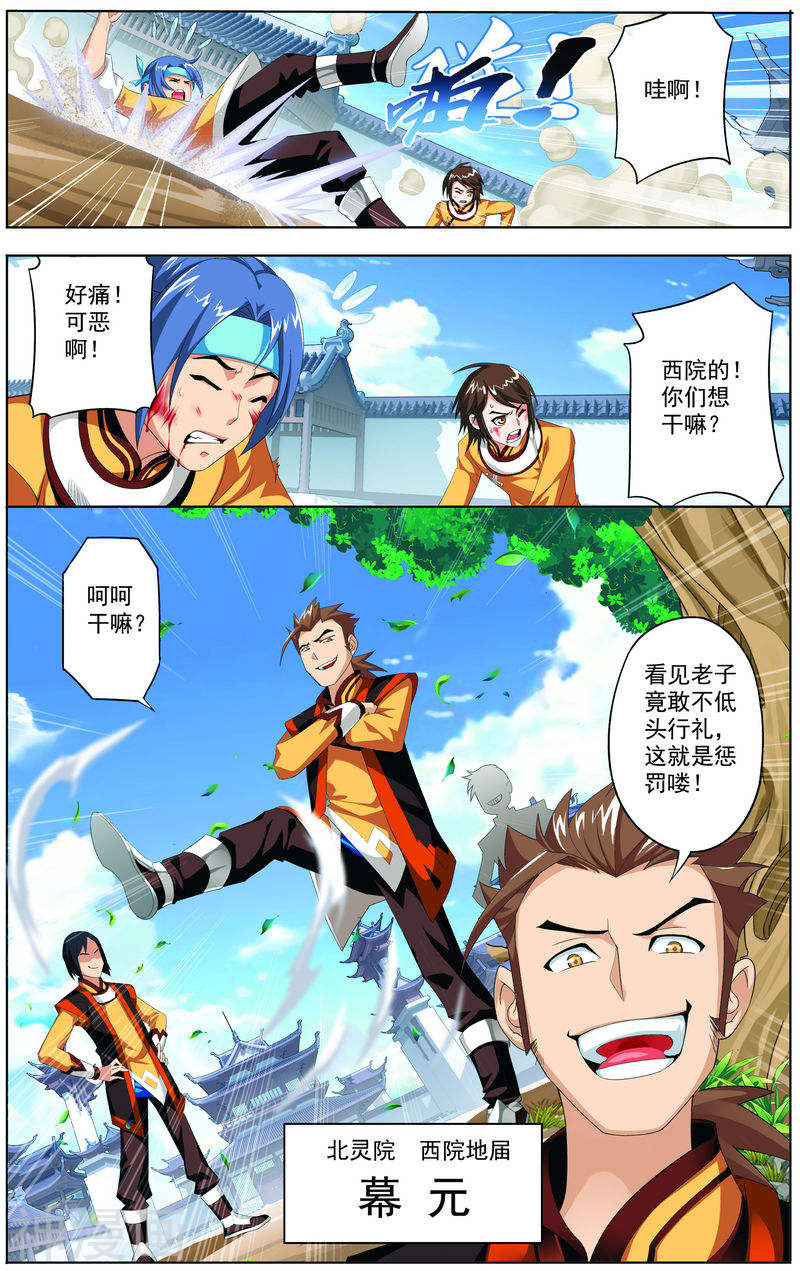 啪！
哇啊！
好痛！
可恶
啊！
西院的！
你们想
干嘛？
呵呵
干嘛？
看见老子
竟敢不低
头行礼，
这就是惩
罚喽！
北灵院 西院地届
幕元